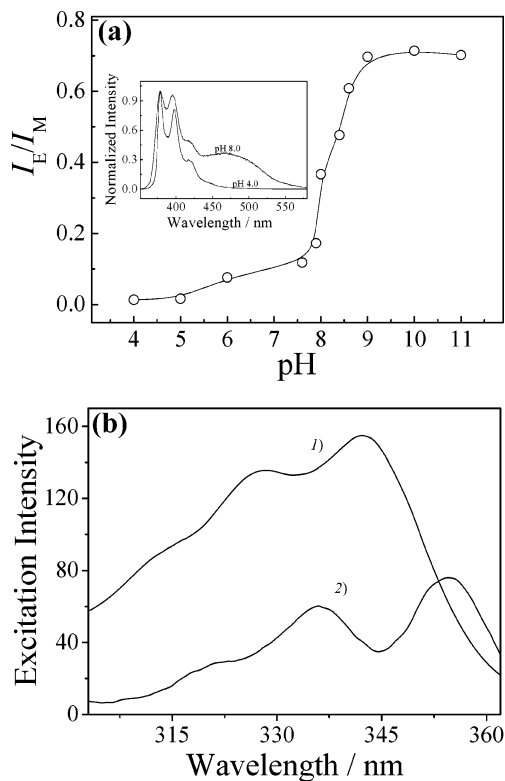 (a)
0.8
0.6
0.4
0.2
0.0
I_E/I_M
4 5 6 7 8 9 10 11
pH
0.9
0.6
0.3
0.0
Normalized Intensity
pH 8.0
pH 4.0
400 450 500 550
Wavelength / nm
(b)
160
120
80
40
0
Excitation Intensity
1)
2)
315 330 345 360
Wavelength / nm